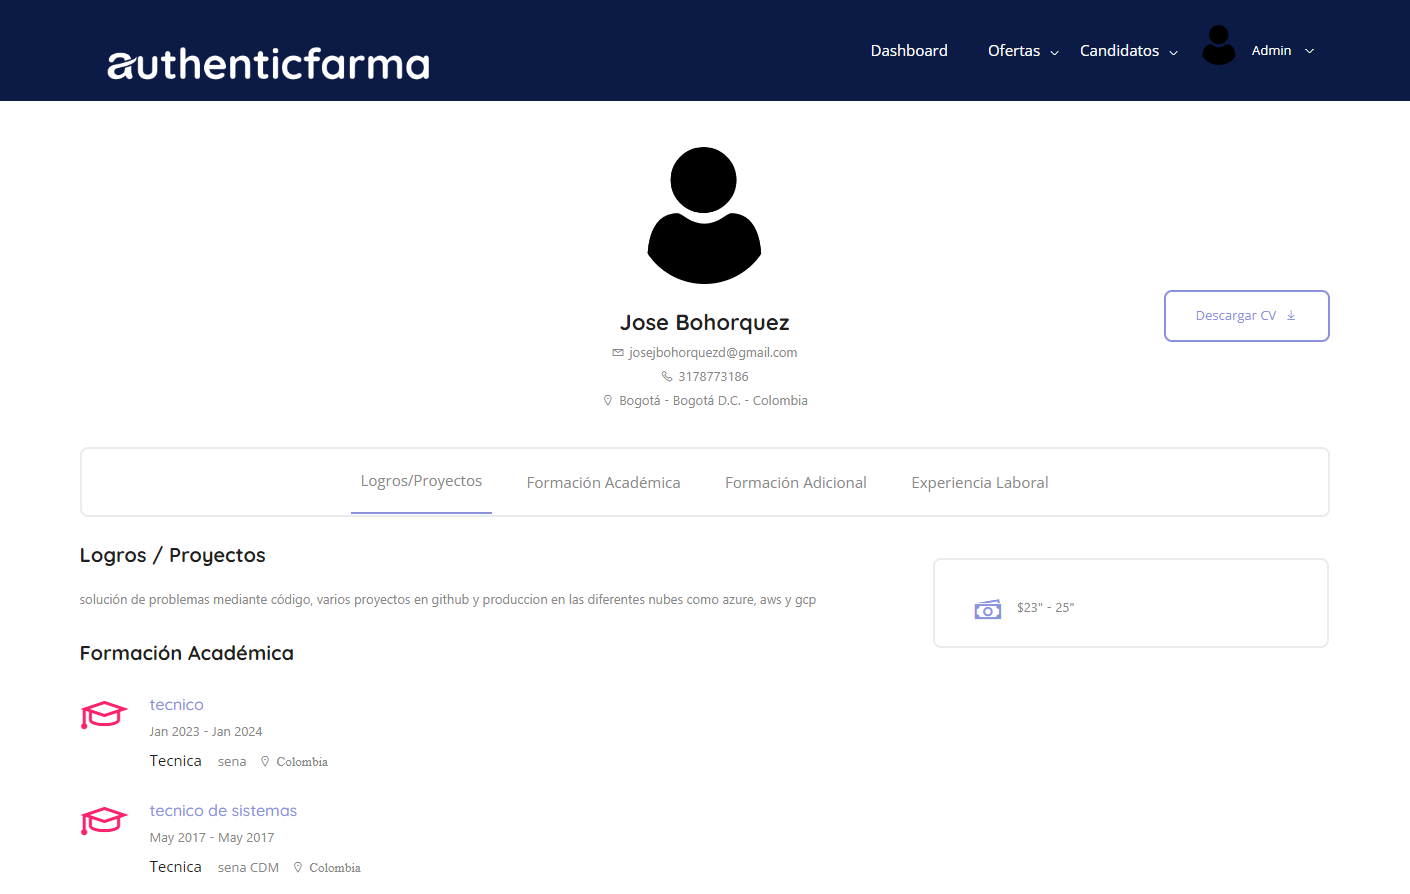 authenticfarma
Dashboard Ofertas Candidatos Admin
Jose Bohorquez
josejbohorquezd@gmail.com
3178773186
Bogotá - Bogotá D.C. - Colombia
Descargar CV
Logros/Proyectos Formación Académica Formación Adicional Experiencia Laboral
Logros / Proyectos
solución de problemas mediante código, varios proyectos en github y produccion en las diferentes nubes como azure, aws y gcp
$23" - 25"
Formación Académica
tecnico
Jan 2023 - Jan 2024
Tecnica sena Colombia
tecnico de sistemas
May 2017 - May 2017
Tecnica sena CDM Colombia